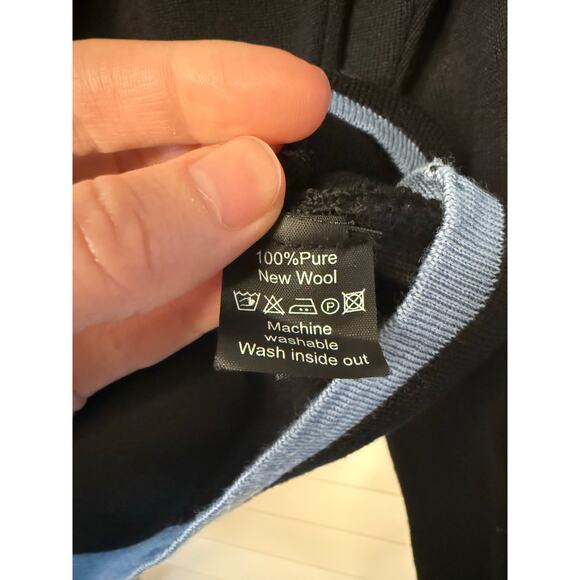 100%Pure
New Wool
P
Machine
washable
Wash inside out